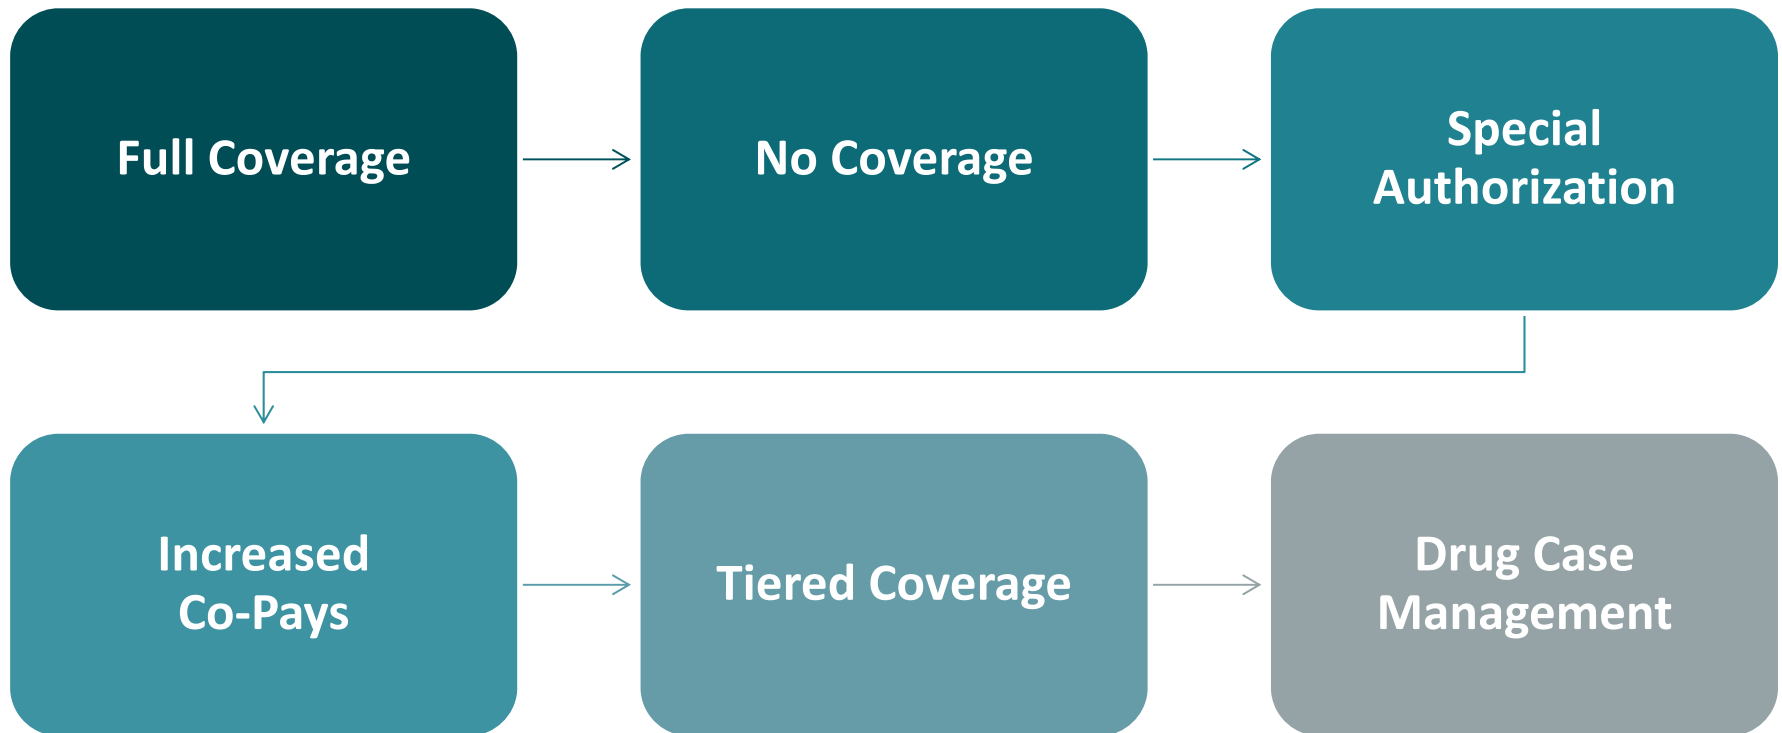 Full Coverage
No Coverage
Special
Authorization
Increased
Co-Pays
Tiered Coverage
Drug Case
Management